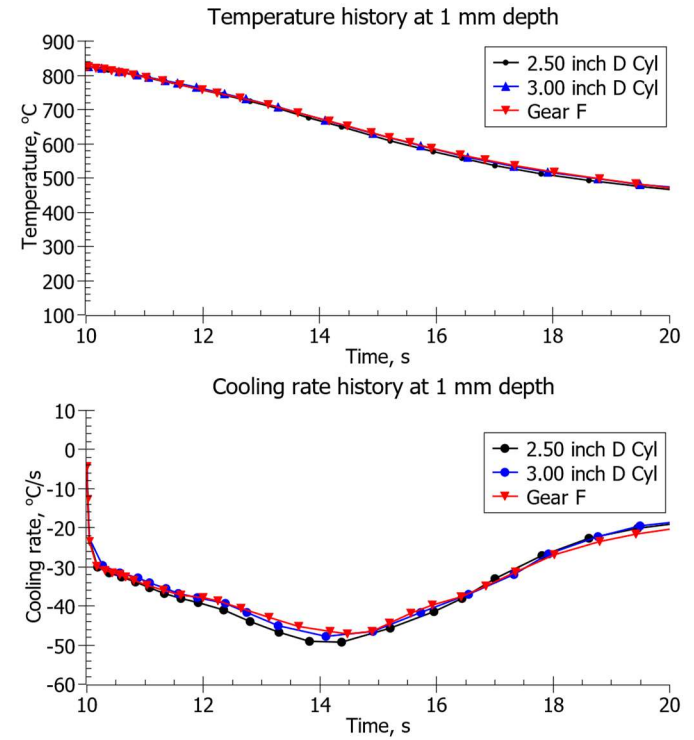 Temperature history at 1 mm depth
900
800
700
600
500
400
300
200
100
Temperature, °C
2.50 inch D Cyl
3.00 inch D Cyl
Gear F
10 12 14 16 18 20
Time, s
Cooling rate history at 1 mm depth
10
0
-10
-20
-30
-40
-50
-60
Cooling rate, °C/s
2.50 inch D Cyl
3.00 inch D Cyl
Gear F
10 12 14 16 18 20
Time, s